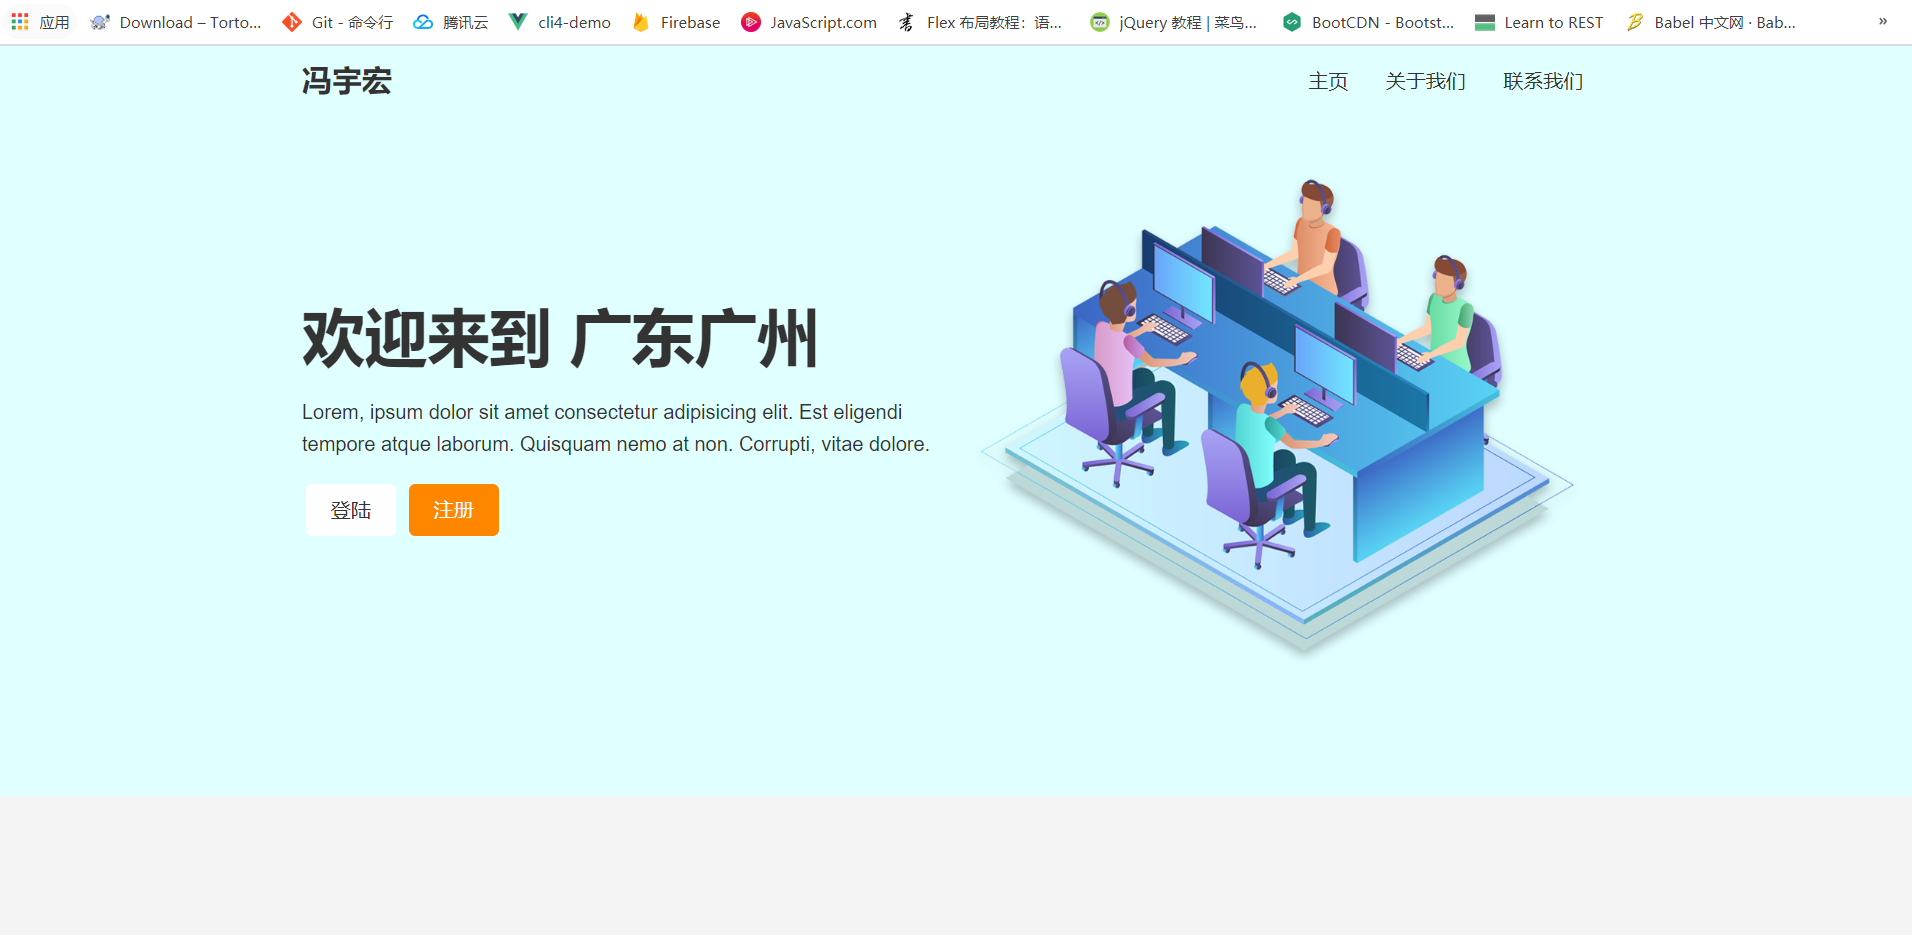 应用 Download – Torto... Git - 命令行 腾讯云 cli4-demo Firebase JavaScript.com Flex 布局教程：语... jQuery 教程 | 菜鸟... BootCDN - Bootst... Learn to REST Babel 中文网 · Bab... »
冯宇宏 主页 关于我们 联系我们
欢迎来到 广东广州
Lorem, ipsum dolor sit amet consectetur adipisicing elit. Est eligendi
tempore atque laborum. Quisquam nemo at non. Corrupti, vitae dolore.
登陆 注册